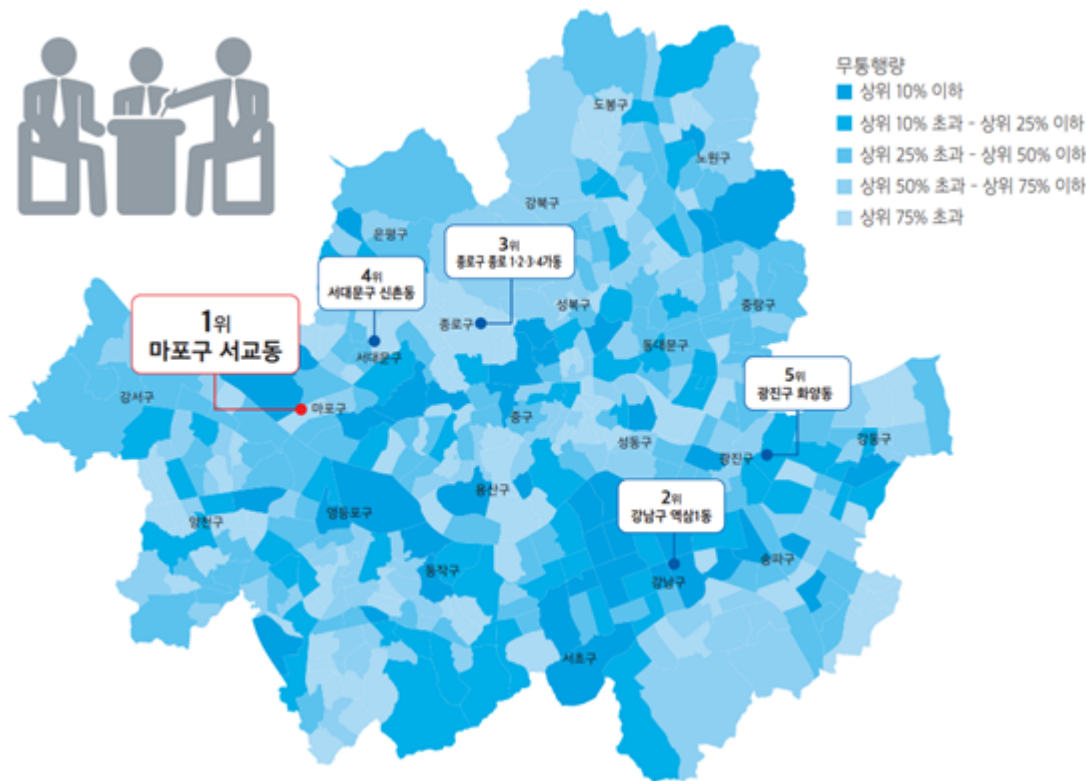 무통행량
상위 10% 이하
상위 10% 초과 - 상위 25% 이하
상위 25% 초과 - 상위 50% 이하
상위 50% 초과 - 상위 75% 이하
상위 75% 초과
도봉구
노원구
강북구
은평구
3위
종로구 종로 1·2·3·4가동
4위
서대문구 신촌동
성북구
중랑구
종로구
1위
마포구 서교동
서대문구
동대문구
5위
광진구 화양동
강서구
마포구
중구
성동구
강동구
광진구
용산구
2위
강남구 역삼1동
양천구
영등포구
송파구
동작구
강남구
서초구